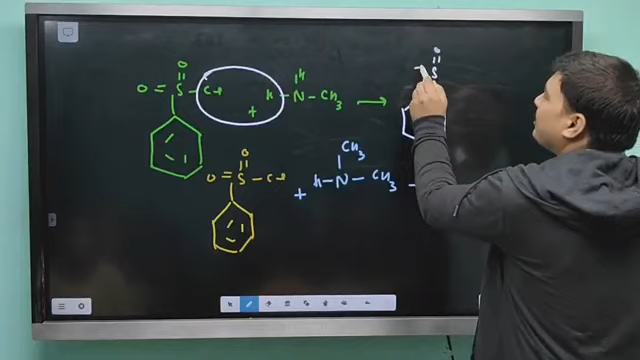 O
O = S - Cl + H - N - CH3 →
H
O
S
O
O = S - Cl + H - N - CH3
CH3